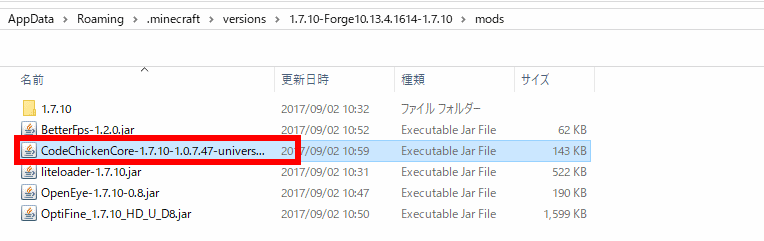 AppData › Roaming › .minecraft › versions › 1.7.10-Forge10.13.4.1614-1.7.10 › mods
名前 更新日時 種類 サイズ
1.7.10 2017/09/02 10:32 ファイル フォルダー
BetterFps-1.2.0.jar 2017/09/02 10:52 Executable Jar File 62 KB
CodeChickenCore-1.7.10-1.0.7.47-univers... 2017/09/02 10:59 Executable Jar File 143 KB
liteloader-1.7.10.jar 2017/09/02 10:31 Executable Jar File 522 KB
OpenEye-1.7.10-0.8.jar 2017/09/02 10:47 Executable Jar File 190 KB
OptiFine_1.7.10_HD_U_D8.jar 2017/09/02 10:50 Executable Jar File 1,599 KB